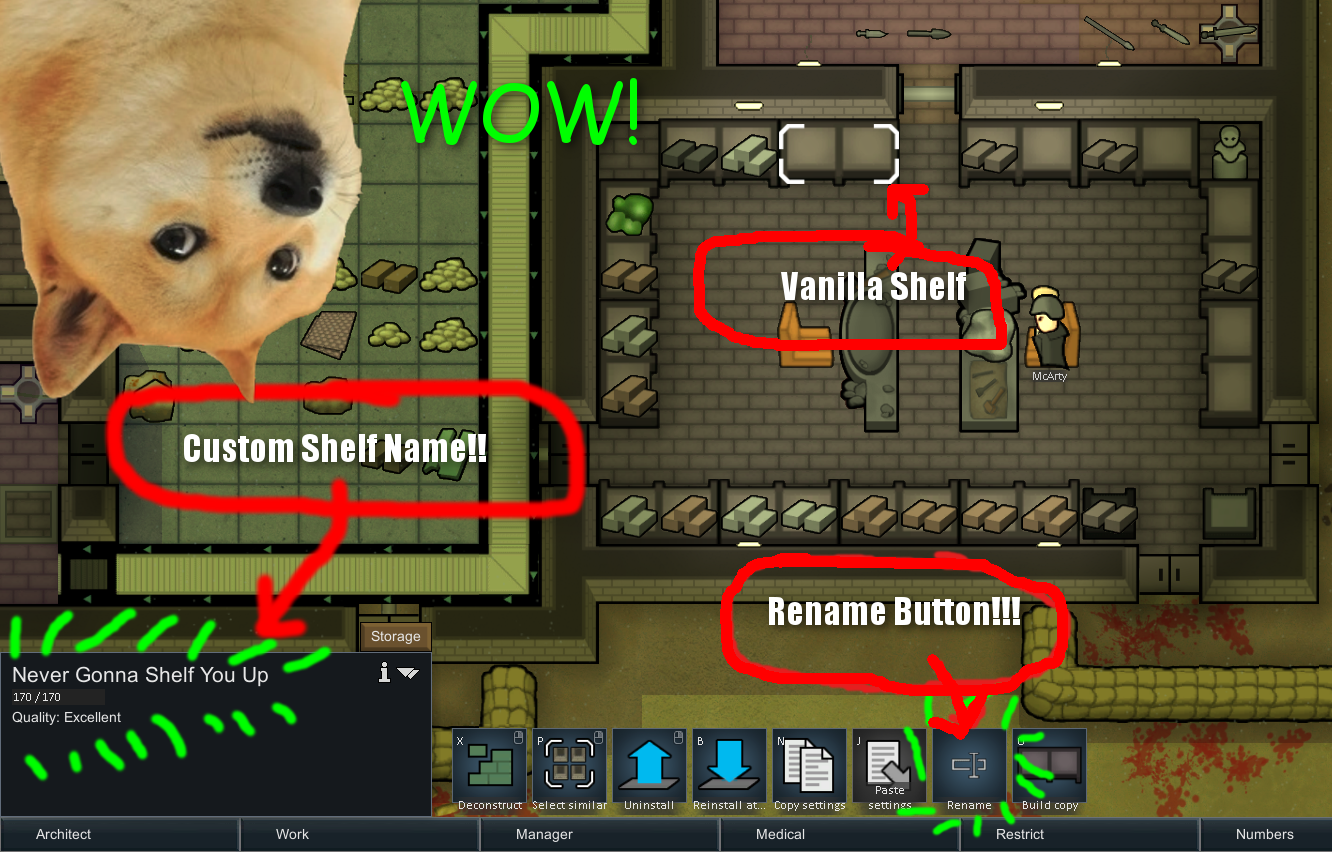 WOW!
Vanilla Shelf
McArty
Custom Shelf Name!!
Rename Button!!!
Storage
Never Gonna Shelf You Up
i
170 / 170
Quality: Excellent
X
P
B
N
J
Deconstruct
Select similar
Uninstall
Reinstall at...
Copy settings
Paste
settings
Rename
Build copy
Architect
Work
Manager
Medical
Restrict
Numbers